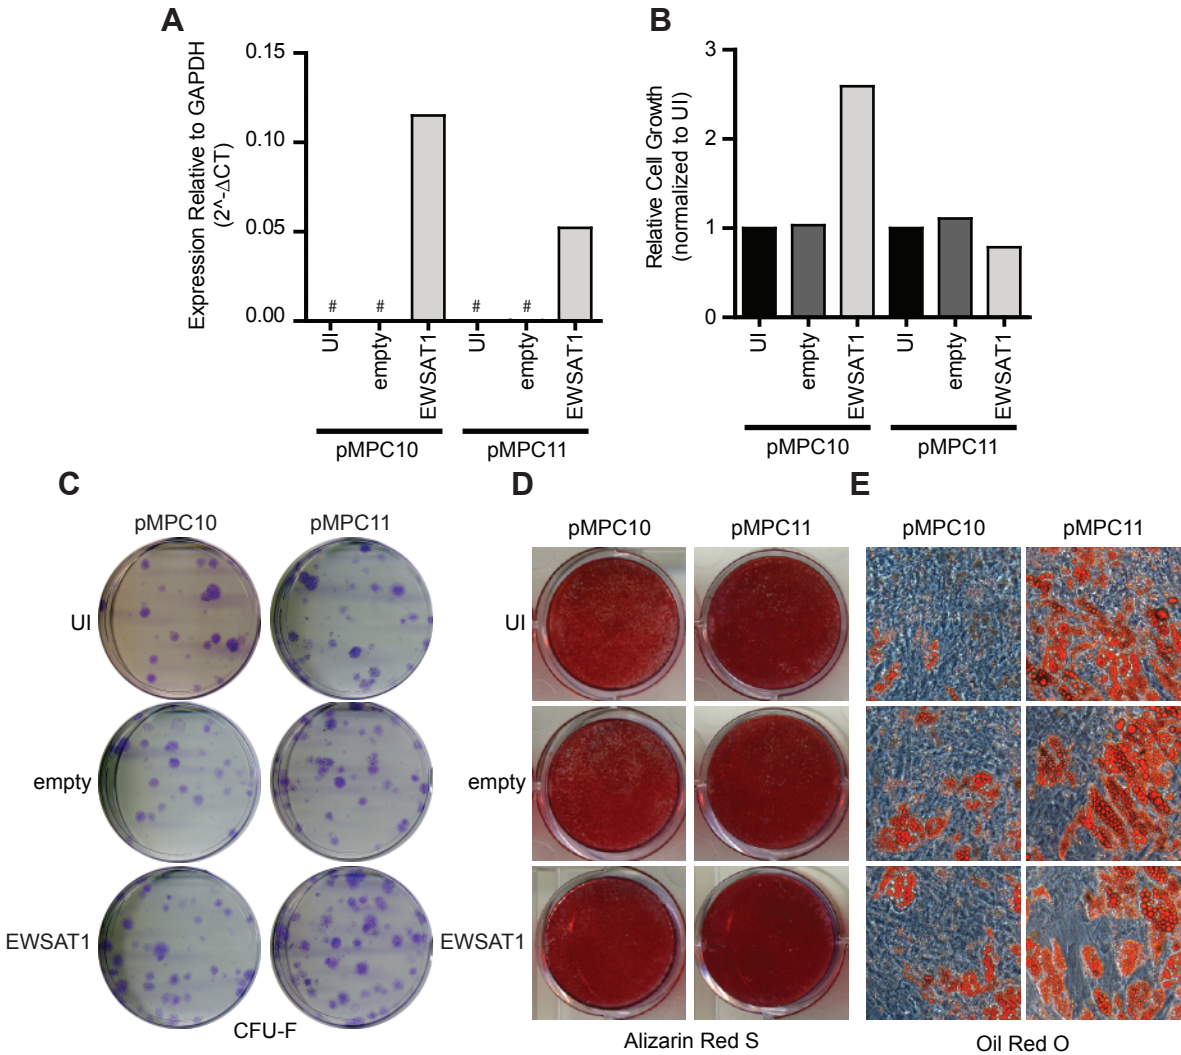 A
Expression Relative to GAPDH
(2^-ΔCT)
0.15
0.10
0.05
0.00
# # # #
UI empty EWSAT1 UI empty EWSAT1
pMPC10 pMPC11
B
Relative Cell Growth
(normalized to UI)
3
2
1
0
UI empty EWSAT1 UI empty EWSAT1
pMPC10 pMPC11
C
pMPC10 pMPC11
UI
empty
EWSAT1
CFU-F
D
pMPC10 pMPC11
UI
empty
EWSAT1
Alizarin Red S
E
pMPC10 pMPC11
Oil Red O